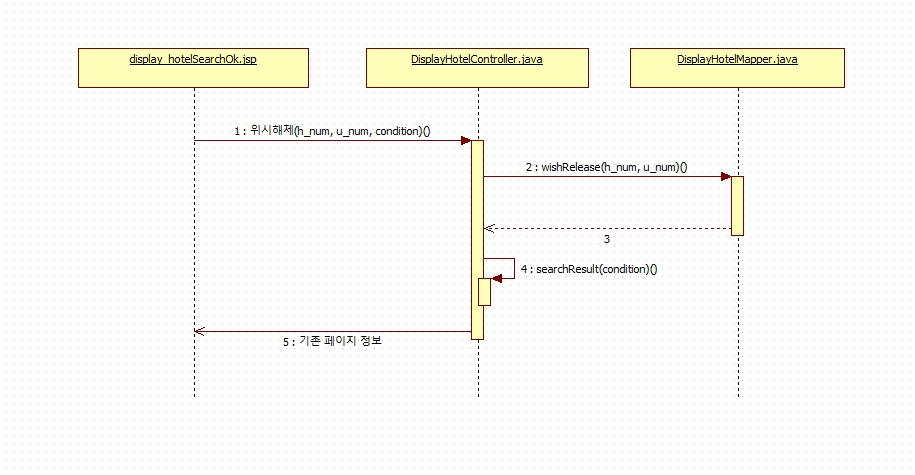 display_hotelSearchOk.jsp
DisplayHotelController.java
DisplayHotelMapper.java
1 : 위시해제(h_num, u_num, condition)()
2 : wishRelease(h_num, u_num)()
3
4 : searchResult(condition)()
5 : 기존 페이지 정보